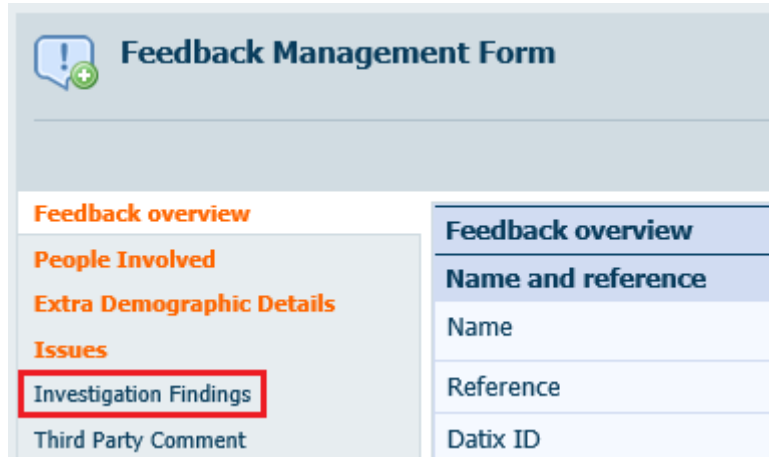 Feedback Management Form
Feedback overview
People Involved
Extra Demographic Details
Issues
Investigation Findings
Third Party Comment
Feedback overview
Name and reference
Name
Reference
Datix ID